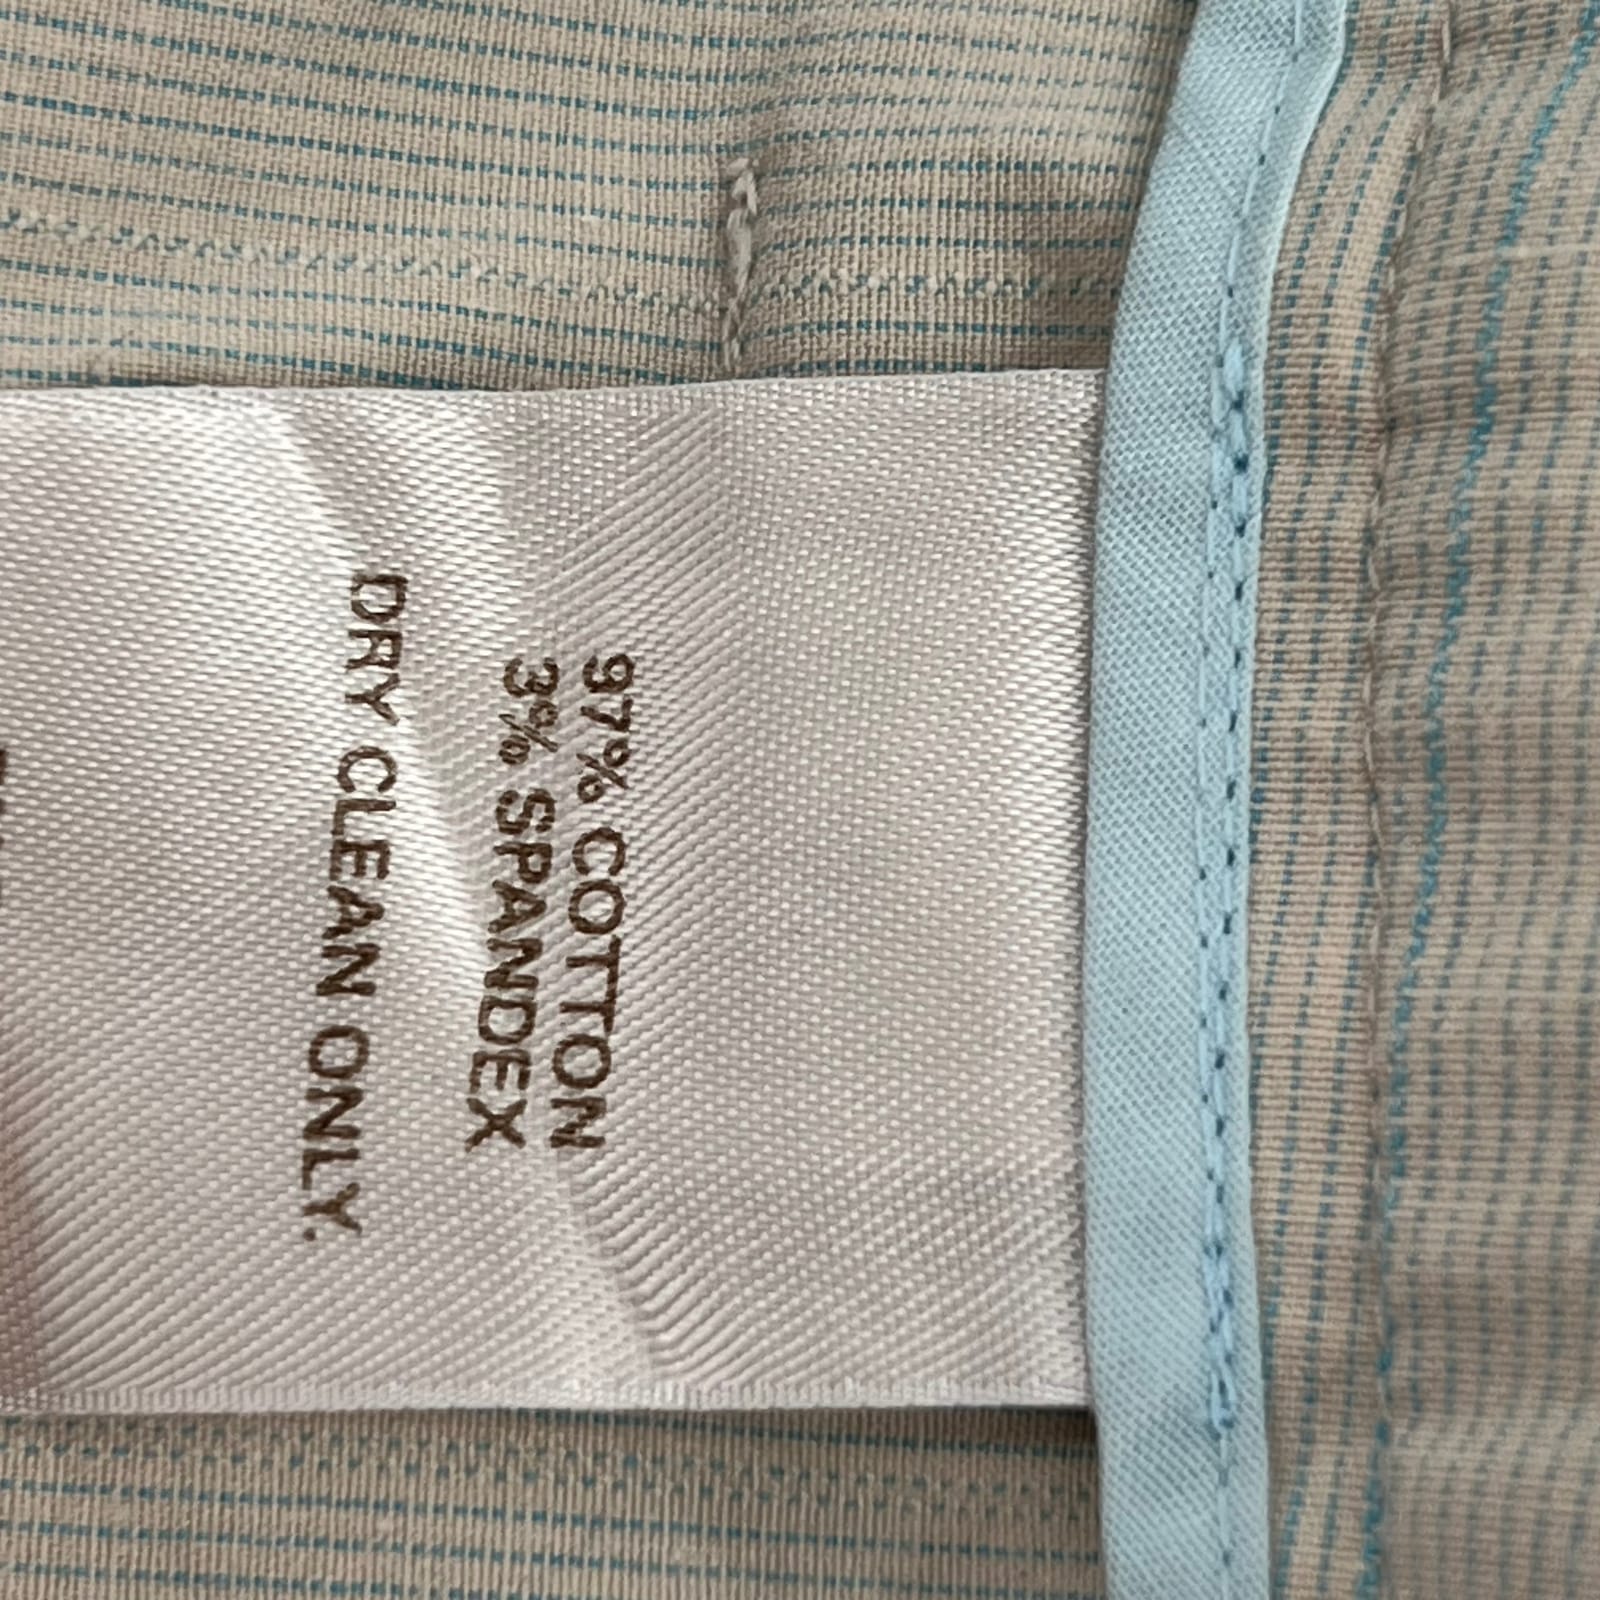 97% COTTON
3% SPANDEX
DRY CLEAN ONLY.